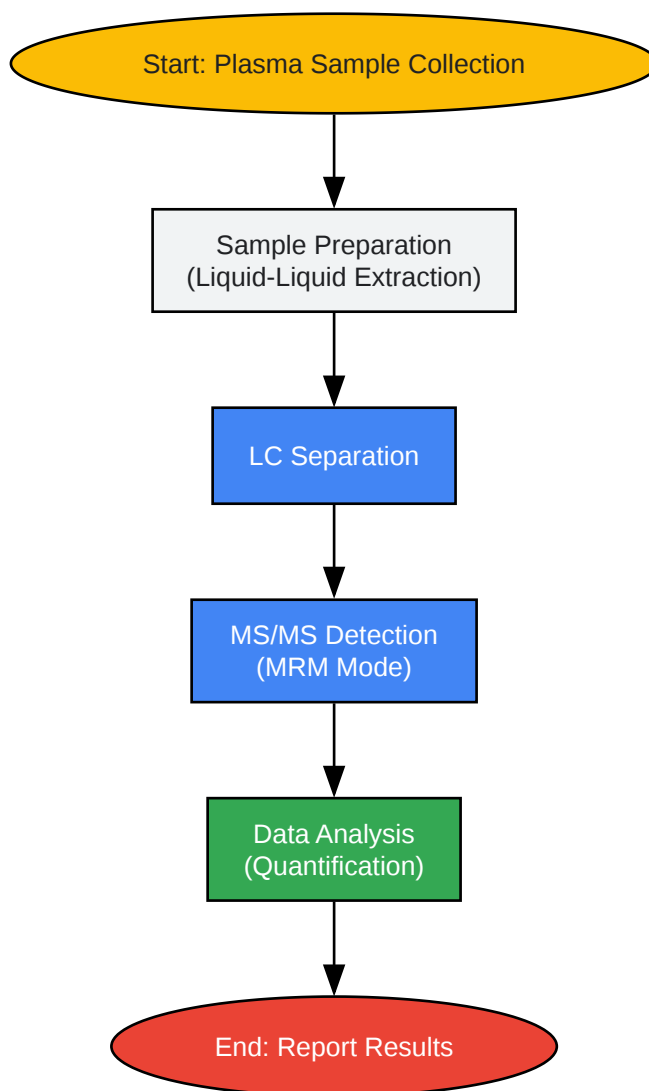 Start: Plasma Sample Collection
Sample Preparation
(Liquid-Liquid Extraction)
LC Separation
MS/MS Detection
(MRM Mode)
Data Analysis
(Quantification)
End: Report Results